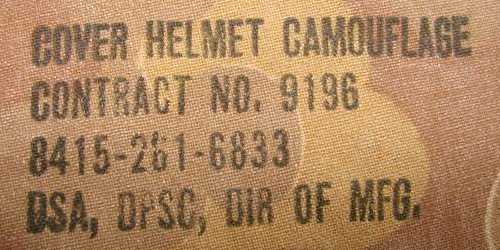 COVER HELMET CAMOUFLAGE
CONTRACT NO. 9196
8415-261-6833
DSA, DPSC, DIR OF MFG.